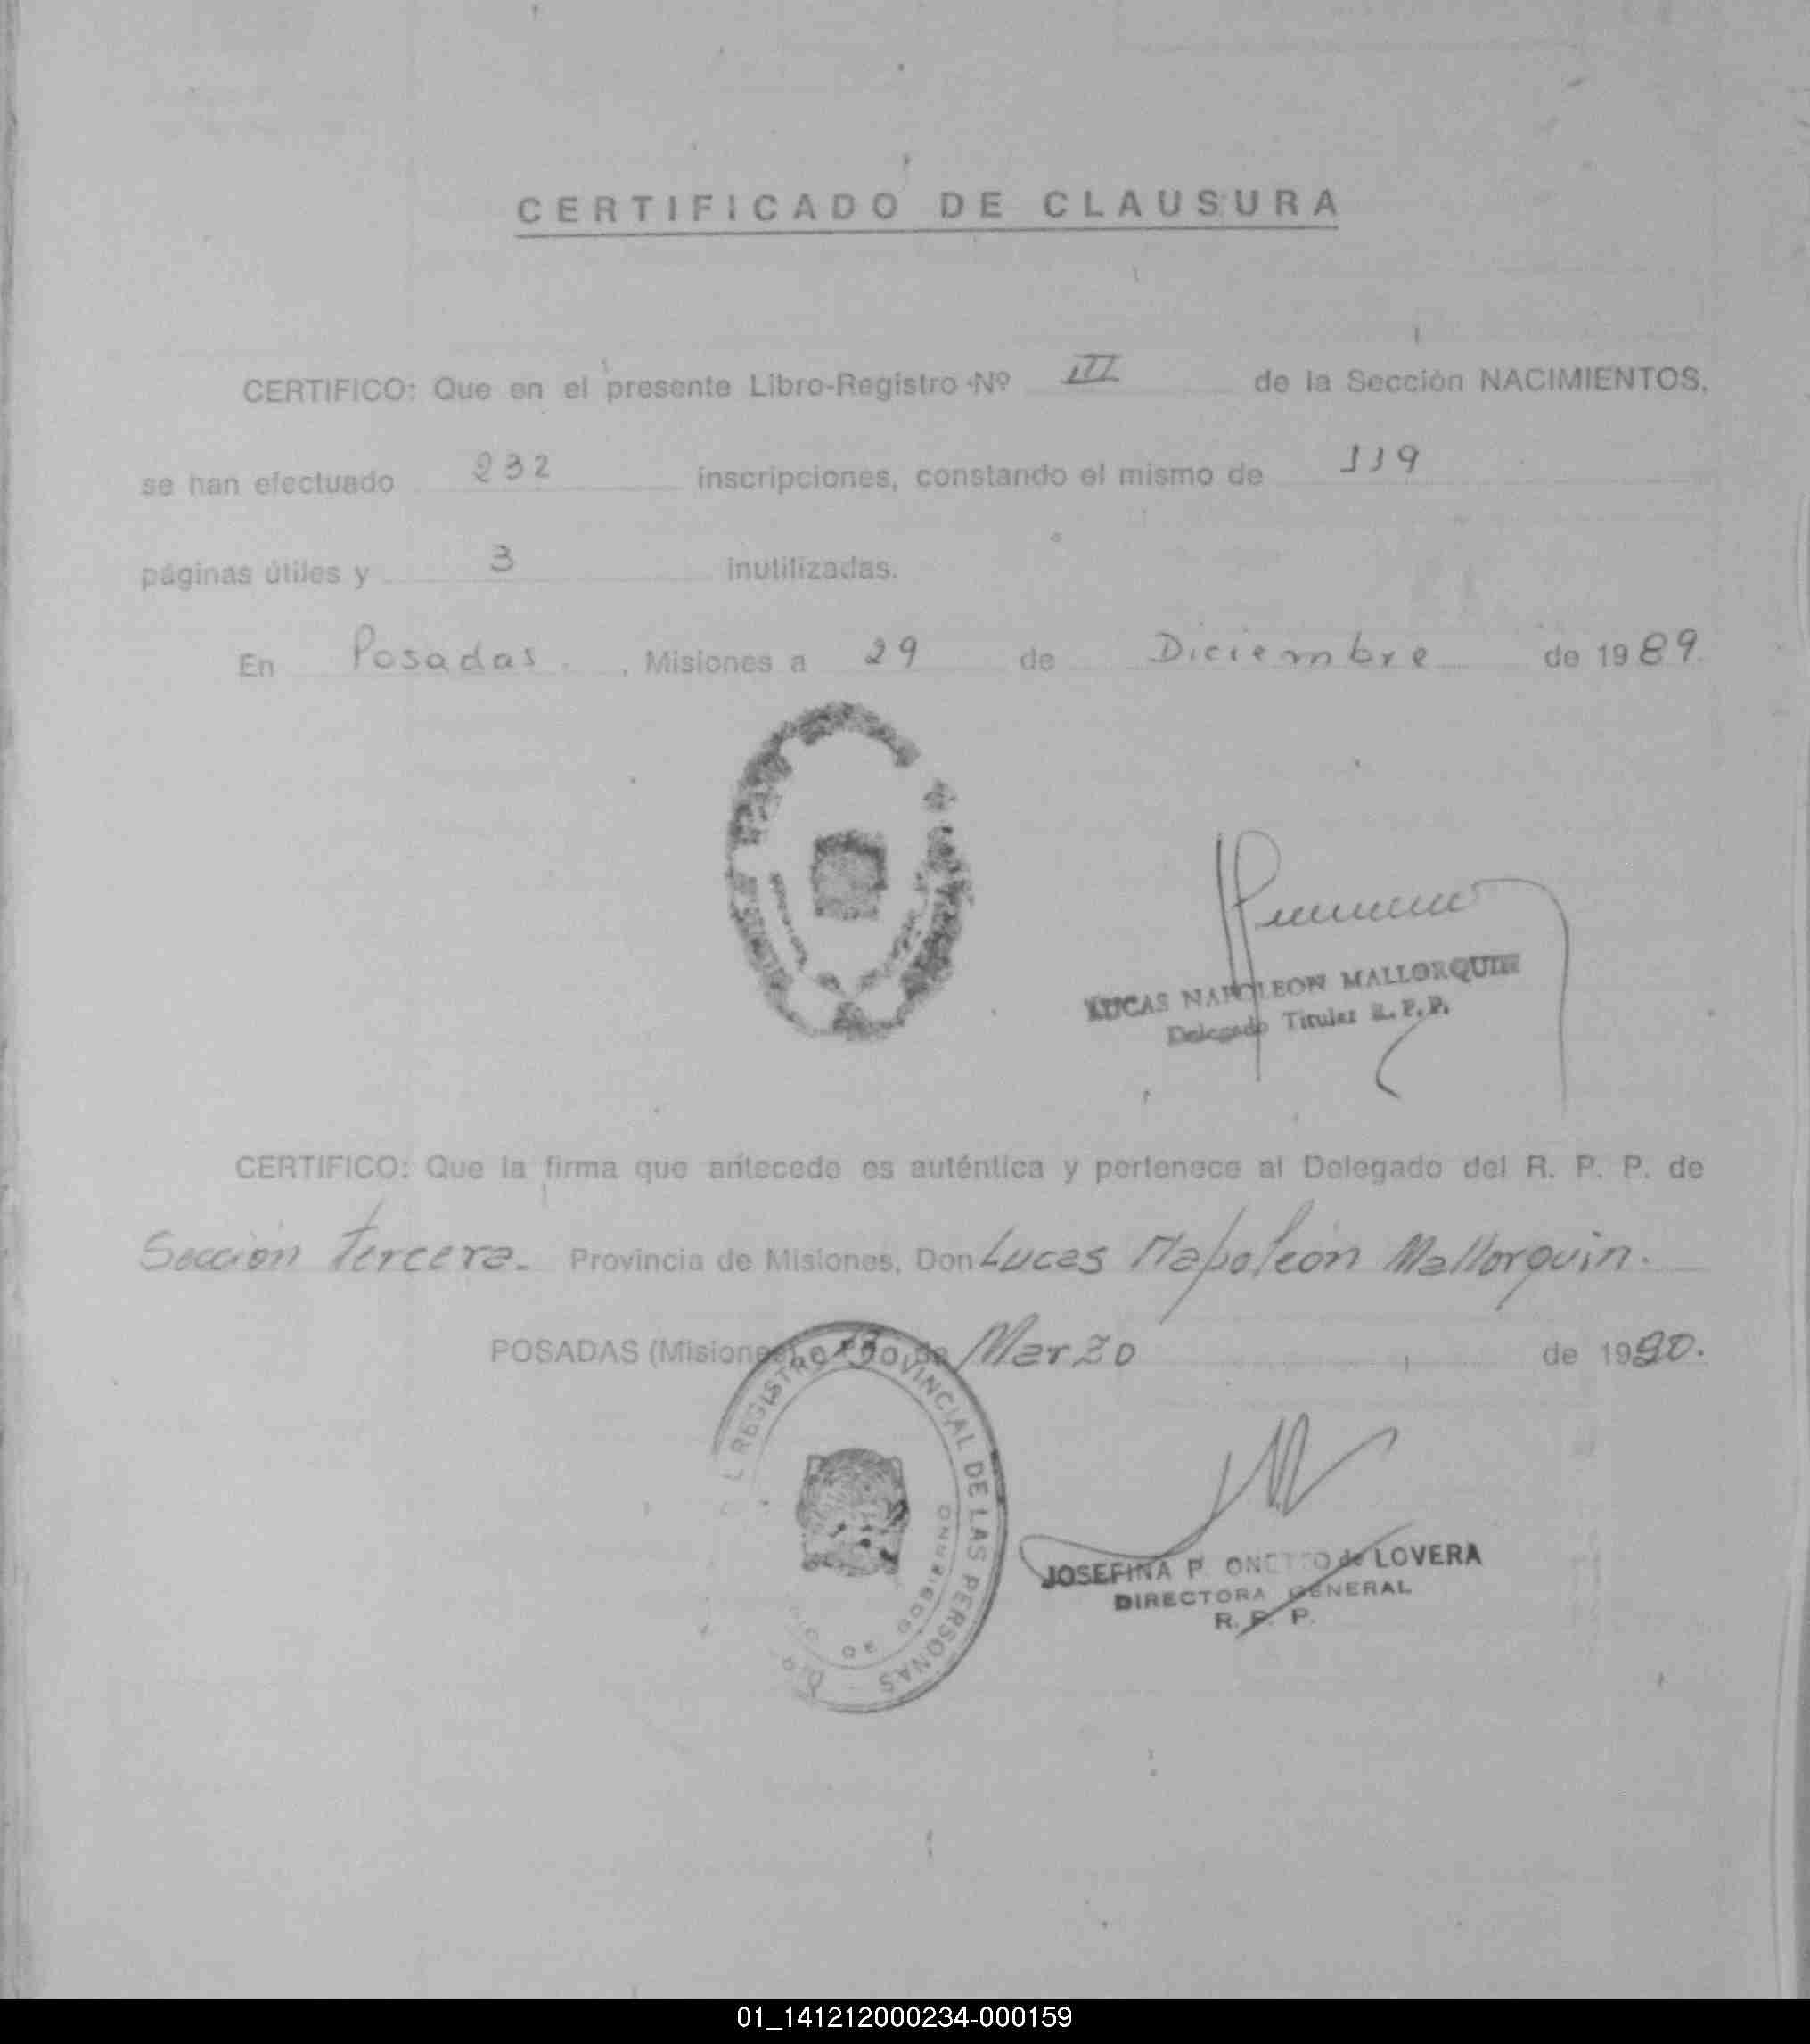 CERTIFICADO DE CLAUSURA
CERTIFICO: Que en el presente Libro-Registro Nº III de la Sección NACIMIENTOS,
se han efectuado 232 inscripciones, constando el mismo de 119
páginas útiles y 3 inutilizadas.
En Posadas. , Misiones a 29 de Diciembre de 1989
LUCAS NAPOLEON MALLORQUIN
Delegado Titular R.P.P.
CERTIFICO: Que la firma que antecede es auténtica y pertenece al Delegado del R. P. P. de
Sección Tercera. Provincia de Misiones, Don Lucas Napoleón Mallorquin.
POSADAS (Misiones) Marzo de 1990.
REGISTRO PROVINCIAL DE LAS PERSONAS
JOSEFINA P. ONETTO de LOVERA
DIRECTORA GENERAL
R. P. P.
01_141212000234-000159